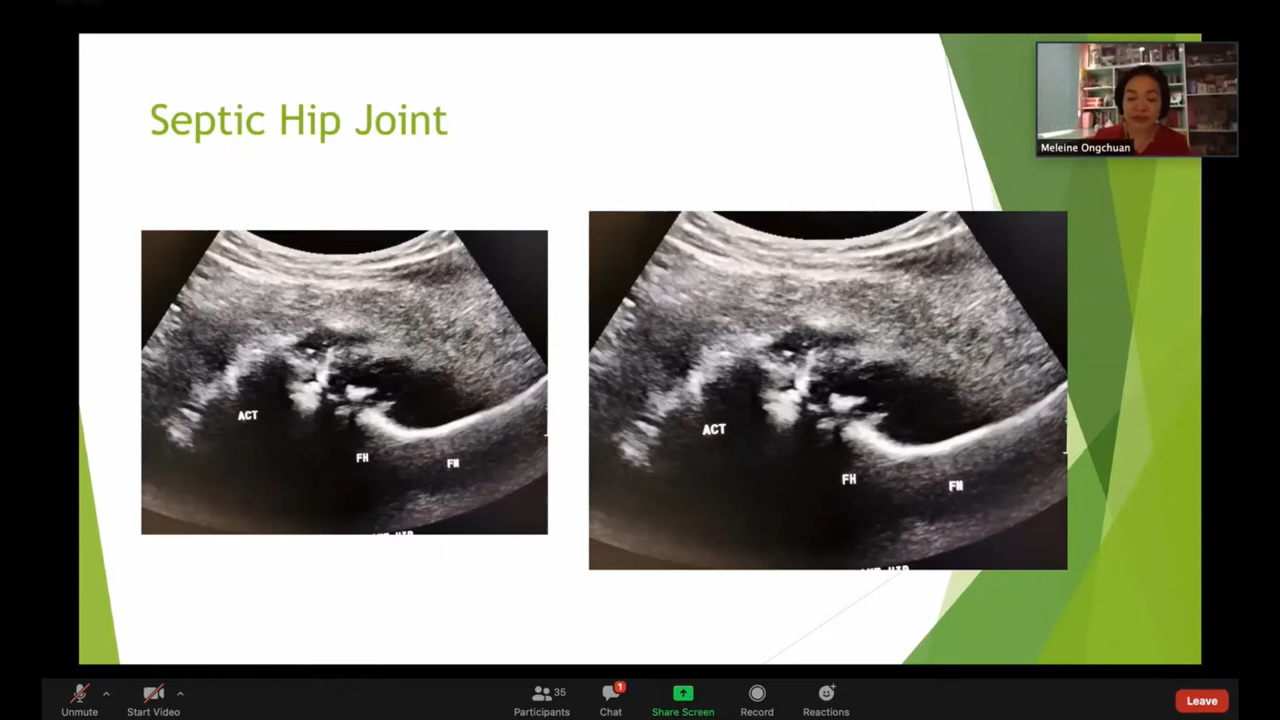 Septic Hip Joint
Meleine Ongchuan
ACT
FH
FN
ACT
FH
FN
Unmute
Start Video
35
Participants
1
Chat
Share Screen
Record
Reactions
Leave